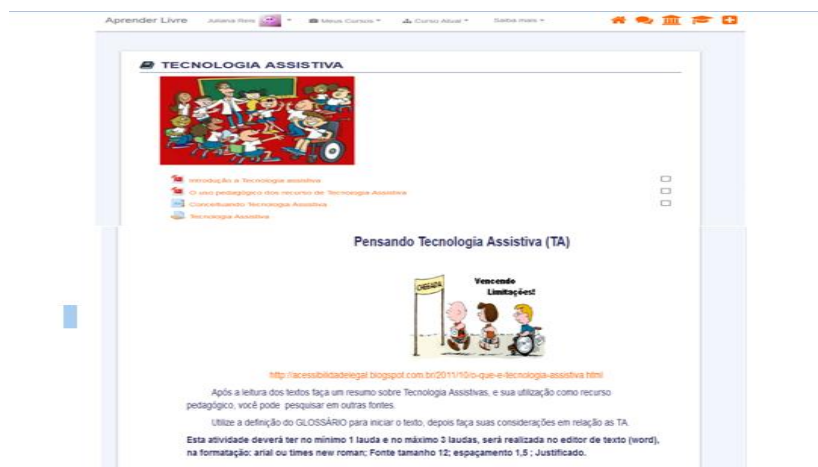 Aprender Livre Juliana Reis Meus Cursos Curso Atual Saiba mais
TECNOLOGIA ASSISTIVA
Introdução a Tecnologia assistiva
O uso pedagógico dos recurso de Tecnologia Assistiva
Conceituando Tecnologia Assistiva
Tecnologia Assistiva
Pensando Tecnologia Assistiva (TA)
CHEGADA
Vencendo
Limitações!
http://acessibilidadelegal.blogspot.com.br/2011/10/o-que-e-tecnologia-assistiva.html
Após a leitura dos textos faça um resumo sobre Tecnologia Assistivas, e sua utilização como recurso
pedagógico, você pode pesquisar em outras fontes.
Utilize a definição do GLOSSÁRIO para iniciar o texto, depois faça suas considerações em relação as TA.
Esta atividade deverá ter no mínimo 1 lauda e no máximo 3 laudas, será realizada no editor de texto (word),
na formatação: arial ou times new roman; Fonte tamanho 12; espaçamento 1,5 ; Justificado.